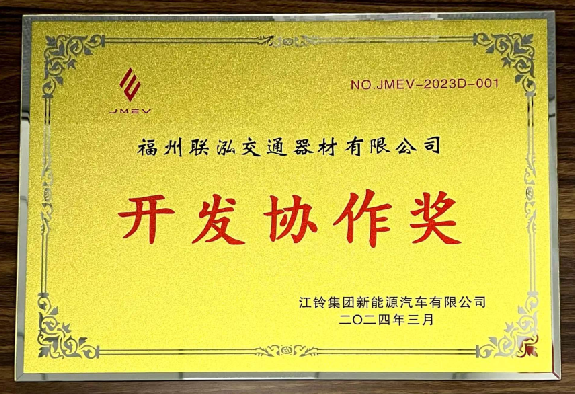 JMEV
NO.JMEV-2023D-001
福州联泓交通器材有限公司
开发协作奖
江铃集团新能源汽车有限公司
二〇二四年三月